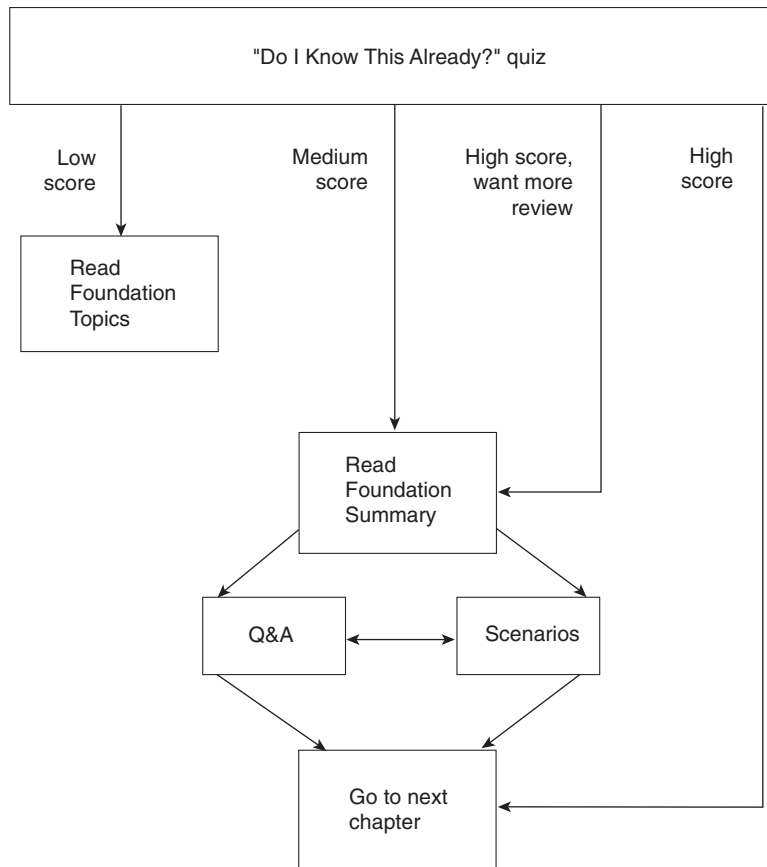 "Do I Know This Already?" quiz
Low
score
Medium
score
High score,
want more
review
High
score
Read
Foundation
Topics
Read
Foundation
Summary
Q&A
Scenarios
Go to next
chapter